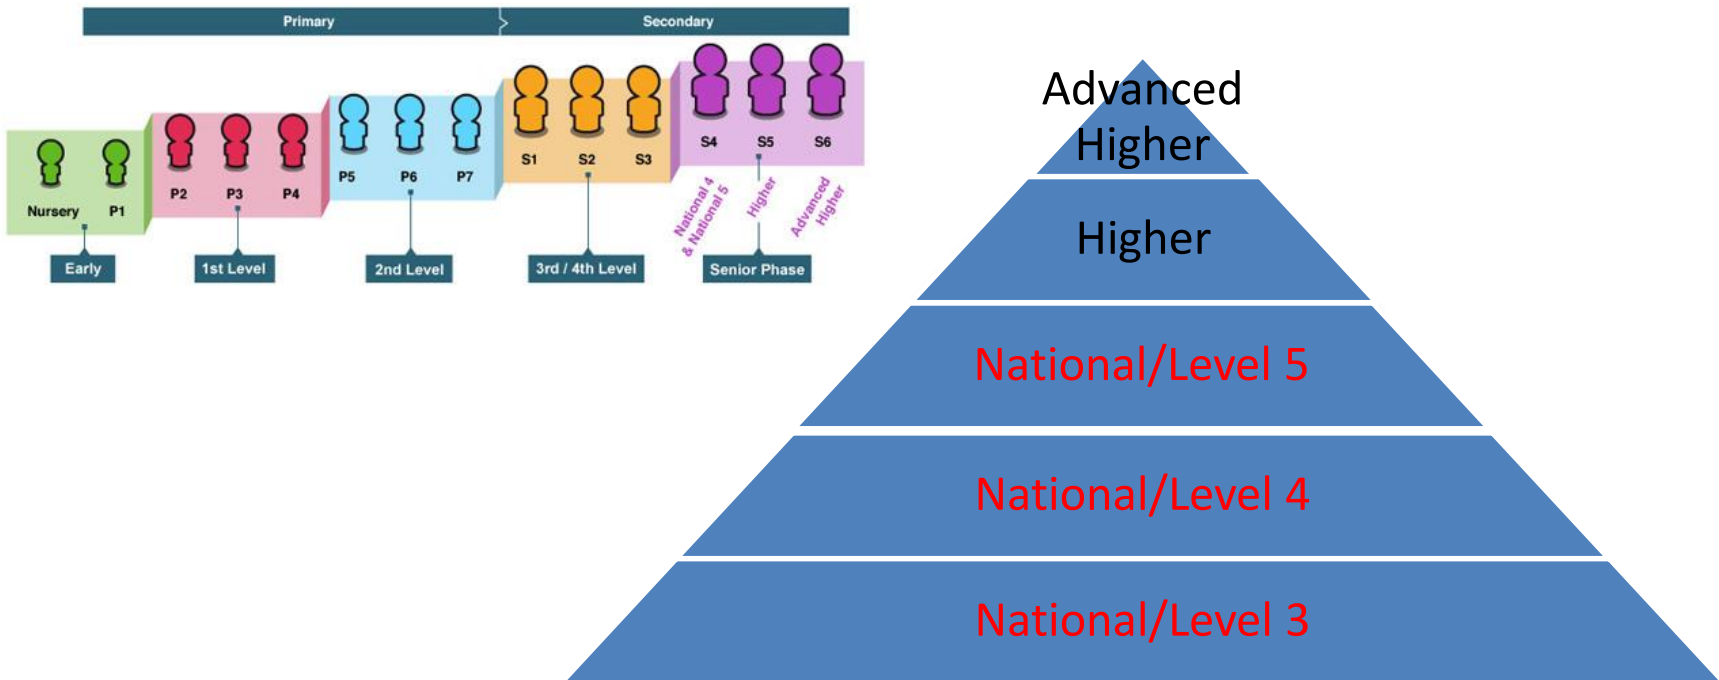 Primary
Secondary
Nursery
P1
P2
P3
P4
P5
P6
P7
S1
S2
S3
S4
S5
S6
National 4
& National 5
Higher
Advanced
Higher
Early
1st Level
2nd Level
3rd / 4th Level
Senior Phase
Advanced
Higher
Higher
National/Level 5
National/Level 4
National/Level 3